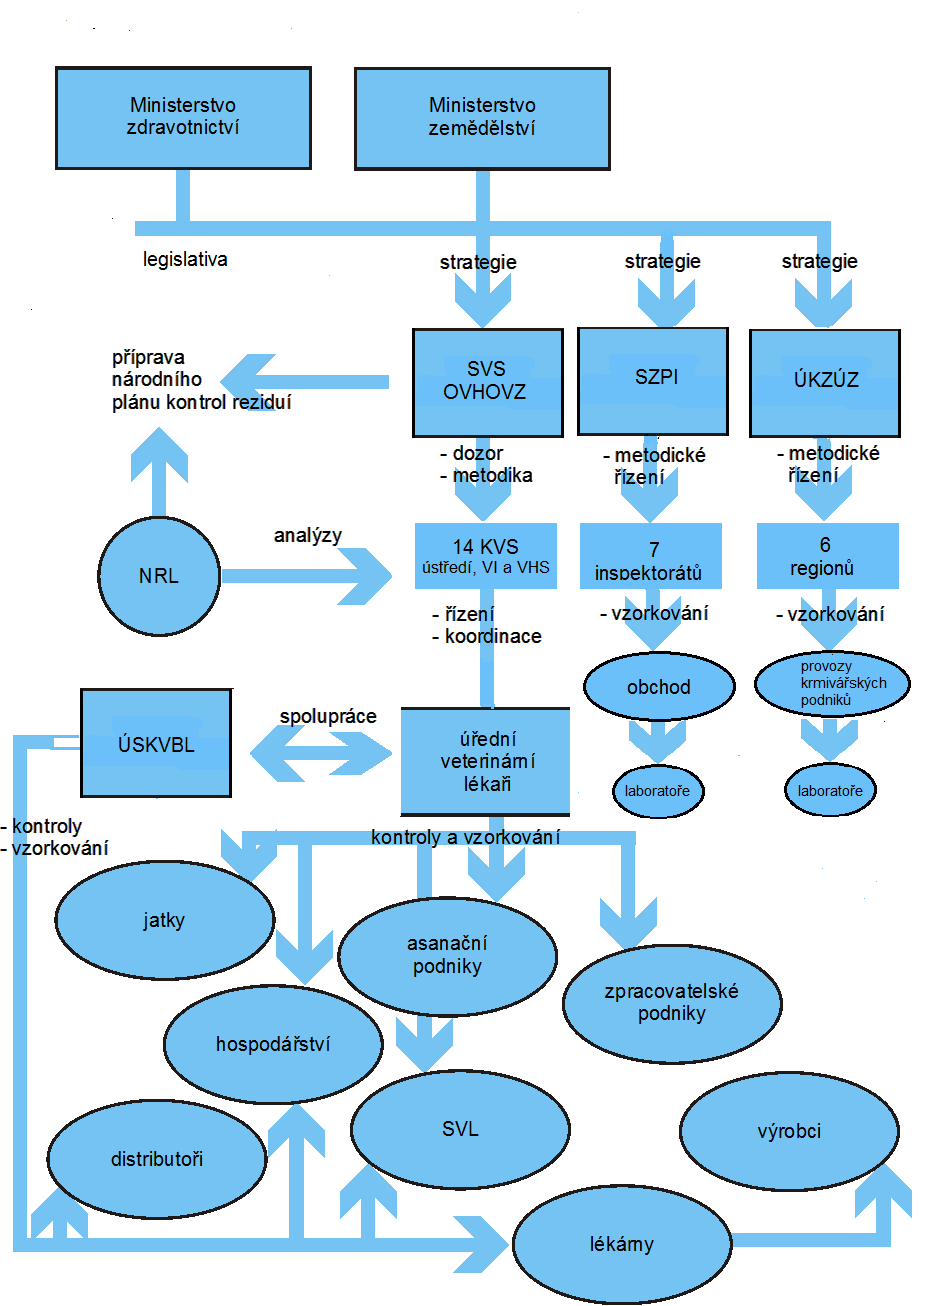 Ministerstvo
zdravotnictví
Ministerstvo
zemědělství
legislativa
strategie
strategie
strategie
příprava
národního
plánu kontrol reziduí
SVS
OVHOVZ
SZPI
ÚKZÚZ
- dozor
- metodika
- metodické
řízení
- metodické
řízení
NRL
analýzy
14 KVS
ústředí, VI a VHS
7
inspektorátů
6
regionů
- řízení
- koordinace
- vzorkování
- vzorkování
obchod
provozy
krmivářských
podniků
ÚSKVBL
spolupráce
úřední
veterinární
lékaři
laboratoře
laboratoře
- kontroly
- vzorkování
kontroly a vzorkování
jatky
asanační
podniky
zpracovatelské
podniky
hospodářství
SVL
výrobci
distributoři
lékárny